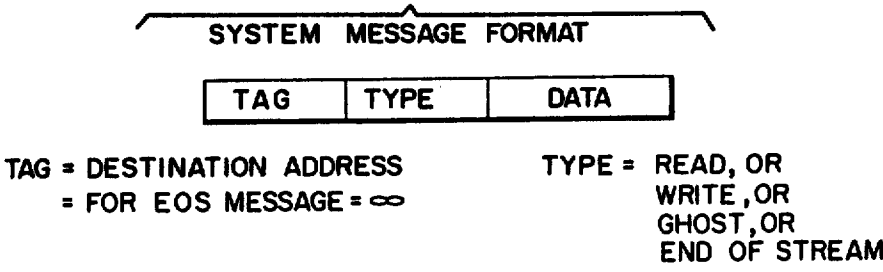 SYSTEM MESSAGE FORMAT
TAG TYPE DATA
TAG = DESTINATION ADDRESS
= FOR EOS MESSAGE = ∞
TYPE = READ, OR
WRITE, OR
GHOST, OR
END OF STREAM